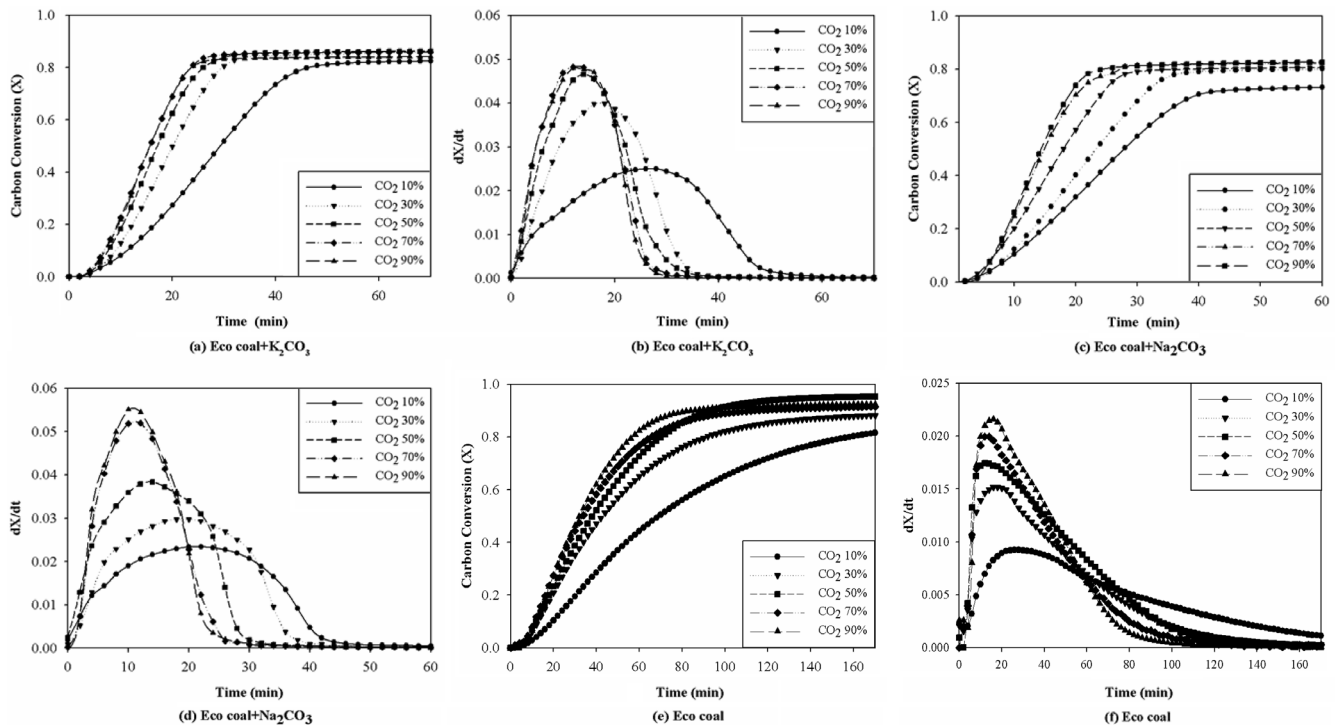 Carbon Conversion (X)
1.0
0.8
0.6
0.4
0.2
0.0
CO2 10%
CO2 30%
CO2 50%
CO2 70%
CO2 90%
0 20 40 60
Time (min)
(a) Eco coal+K2CO3
dX/dt
0.06
0.05
0.04
0.03
0.02
0.01
0.00
CO2 10%
CO2 30%
CO2 50%
CO2 70%
CO2 90%
0 20 40 60
Time (min)
(b) Eco coal+K2CO3
Carbon Conversion (X)
1.0
0.8
0.6
0.4
0.2
0.0
CO2 10%
CO2 30%
CO2 50%
CO2 70%
CO2 90%
10 20 30 40 50 60
Time (min)
(c) Eco coal+Na2CO3
dX/dt
0.06
0.05
0.04
0.03
0.02
0.01
0.00
CO2 10%
CO2 30%
CO2 50%
CO2 70%
CO2 90%
0 10 20 30 40 50 60
Time (min)
(d) Eco coal+Na2CO3
Carbon Conversion (X)
1.0
0.8
0.6
0.4
0.2
0.0
CO2 10%
CO2 30%
CO2 50%
CO2 70%
CO2 90%
0 20 40 60 80 100 120 140 160
Time (min)
(e) Eco coal
dX/dt
0.025
0.020
0.015
0.010
0.005
0.000
CO2 10%
CO2 30%
CO2 50%
CO2 70%
CO2 90%
0 20 40 60 80 100 120 140 160
Time (min)
(f) Eco coal